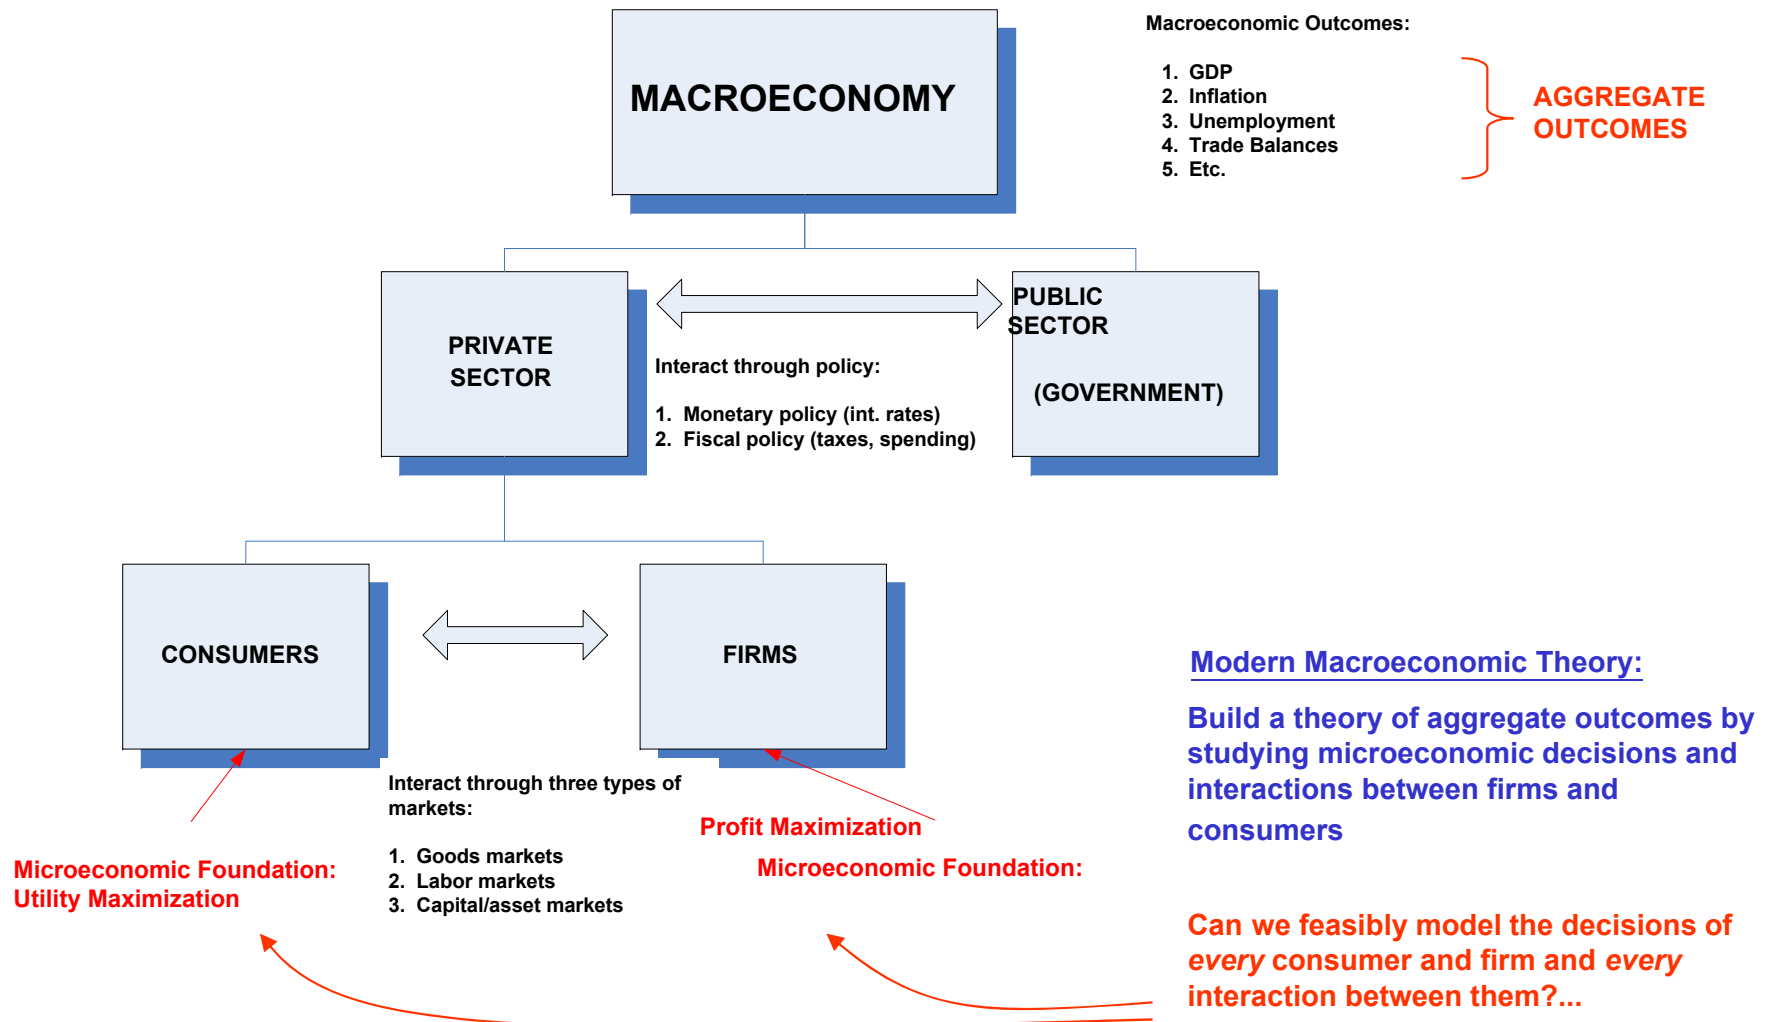 MACROECONOMY
Macroeconomic Outcomes:
1. GDP
2. Inflation
3. Unemployment
4. Trade Balances
5. Etc.
AGGREGATE
OUTCOMES
PRIVATE
SECTOR
Interact through policy:
1. Monetary policy (int. rates)
2. Fiscal policy (taxes, spending)
PUBLIC
SECTOR
(GOVERNMENT)
CONSUMERS
FIRMS
Interact through three types of
markets:
1. Goods markets
2. Labor markets
3. Capital/asset markets
Microeconomic Foundation:
Utility Maximization
Profit Maximization
Microeconomic Foundation:
Modern Macroeconomic Theory:
Build a theory of aggregate outcomes by
studying microeconomic decisions and
interactions between firms and
consumers
Can we feasibly model the decisions of
every consumer and firm and every
interaction between them?...